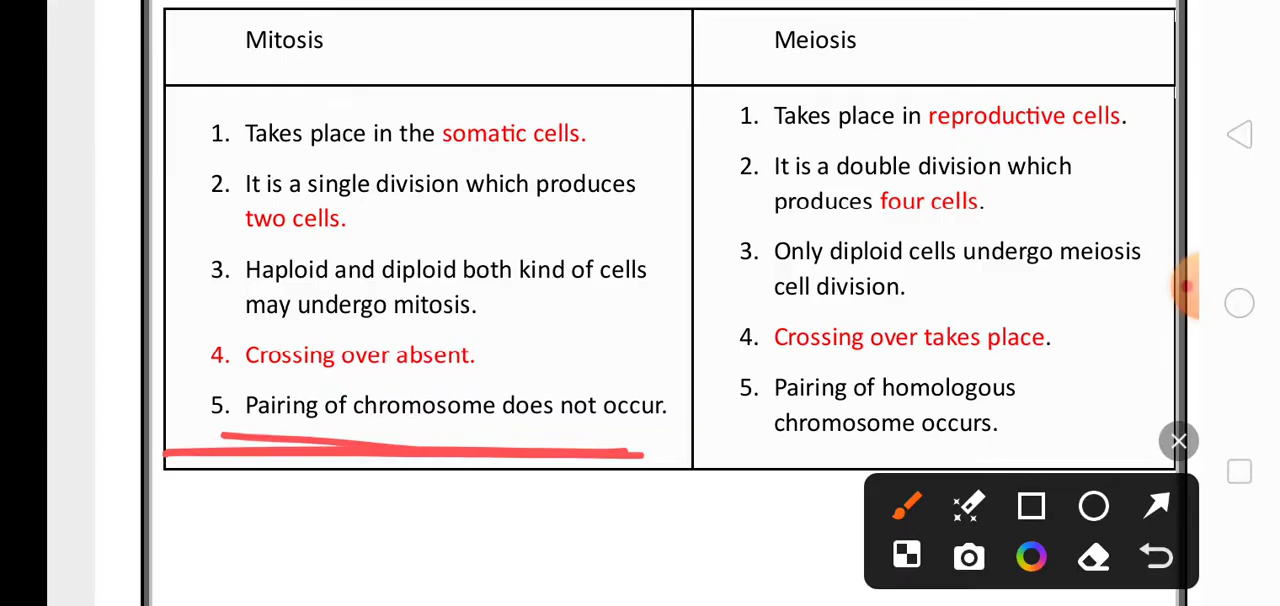 Mitosis
Meiosis
1. Takes place in the somatic cells.
2. It is a single division which produces
two cells.
3. Haploid and diploid both kind of cells
may undergo mitosis.
4. Crossing over absent.
5. Pairing of chromosome does not occur.
1. Takes place in reproductive cells.
2. It is a double division which
produces four cells.
3. Only diploid cells undergo meiosis
cell division.
4. Crossing over takes place.
5. Pairing of homologous
chromosome occurs.